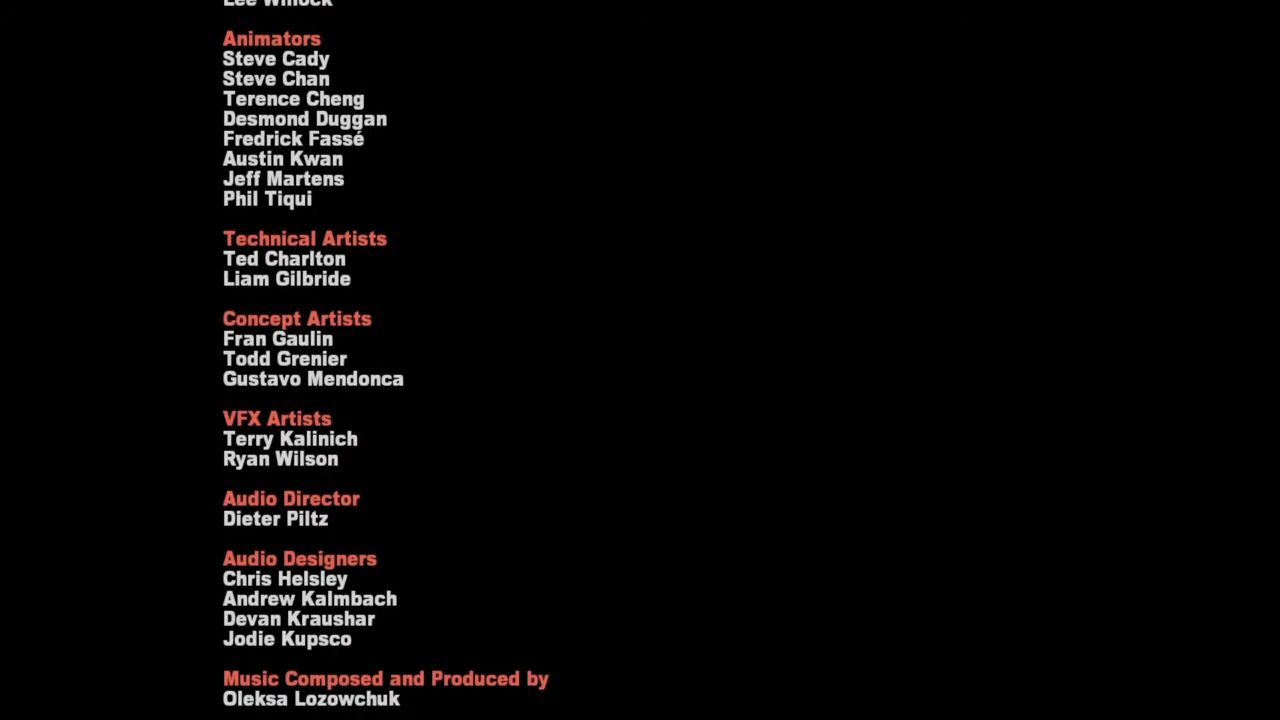 Animators
Steve Cady
Steve Chan
Terence Cheng
Desmond Duggan
Fredrick Fassé
Austin Kwan
Jeff Martens
Phil Tiqui
Technical Artists
Ted Charlton
Liam Gilbride
Concept Artists
Fran Gaulin
Todd Grenier
Gustavo Mendonca
VFX Artists
Terry Kalinich
Ryan Wilson
Audio Director
Dieter Piltz
Audio Designers
Chris Helsley
Andrew Kalmbach
Devan Kraushar
Jodie Kupsco
Music Composed and Produced by
Oleksa Lozowchuk